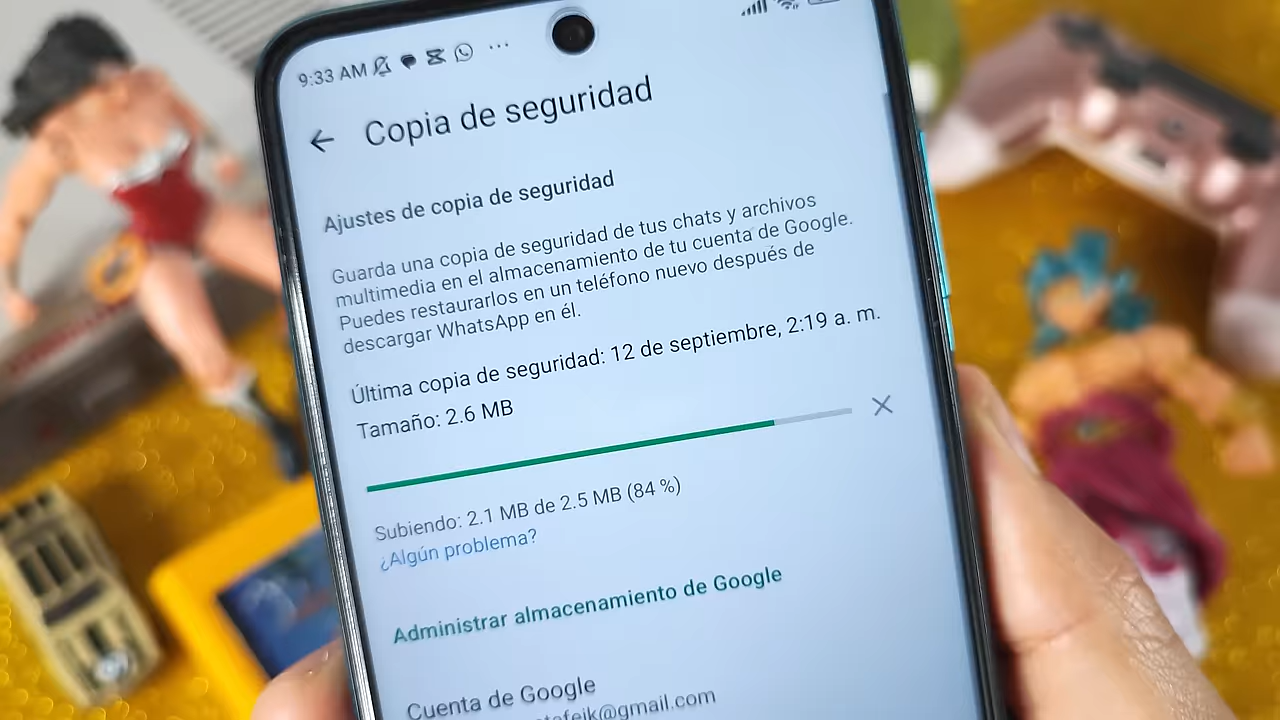 9:33 AM
Copia de seguridad
Ajustes de copia de seguridad
Guarda una copia de seguridad de tus chats y archivos
multimedia en el almacenamiento de tu cuenta de Google.
Puedes restaurarlos en un teléfono nuevo después de
descargar WhatsApp en él.
Última copia de seguridad: 12 de septiembre, 2:19 a. m.
Tamaño: 2.6 MB
Subiendo: 2.1 MB de 2.5 MB (84 %)
¿Algún problema?
Administrar almacenamiento de Google
Cuenta de Google